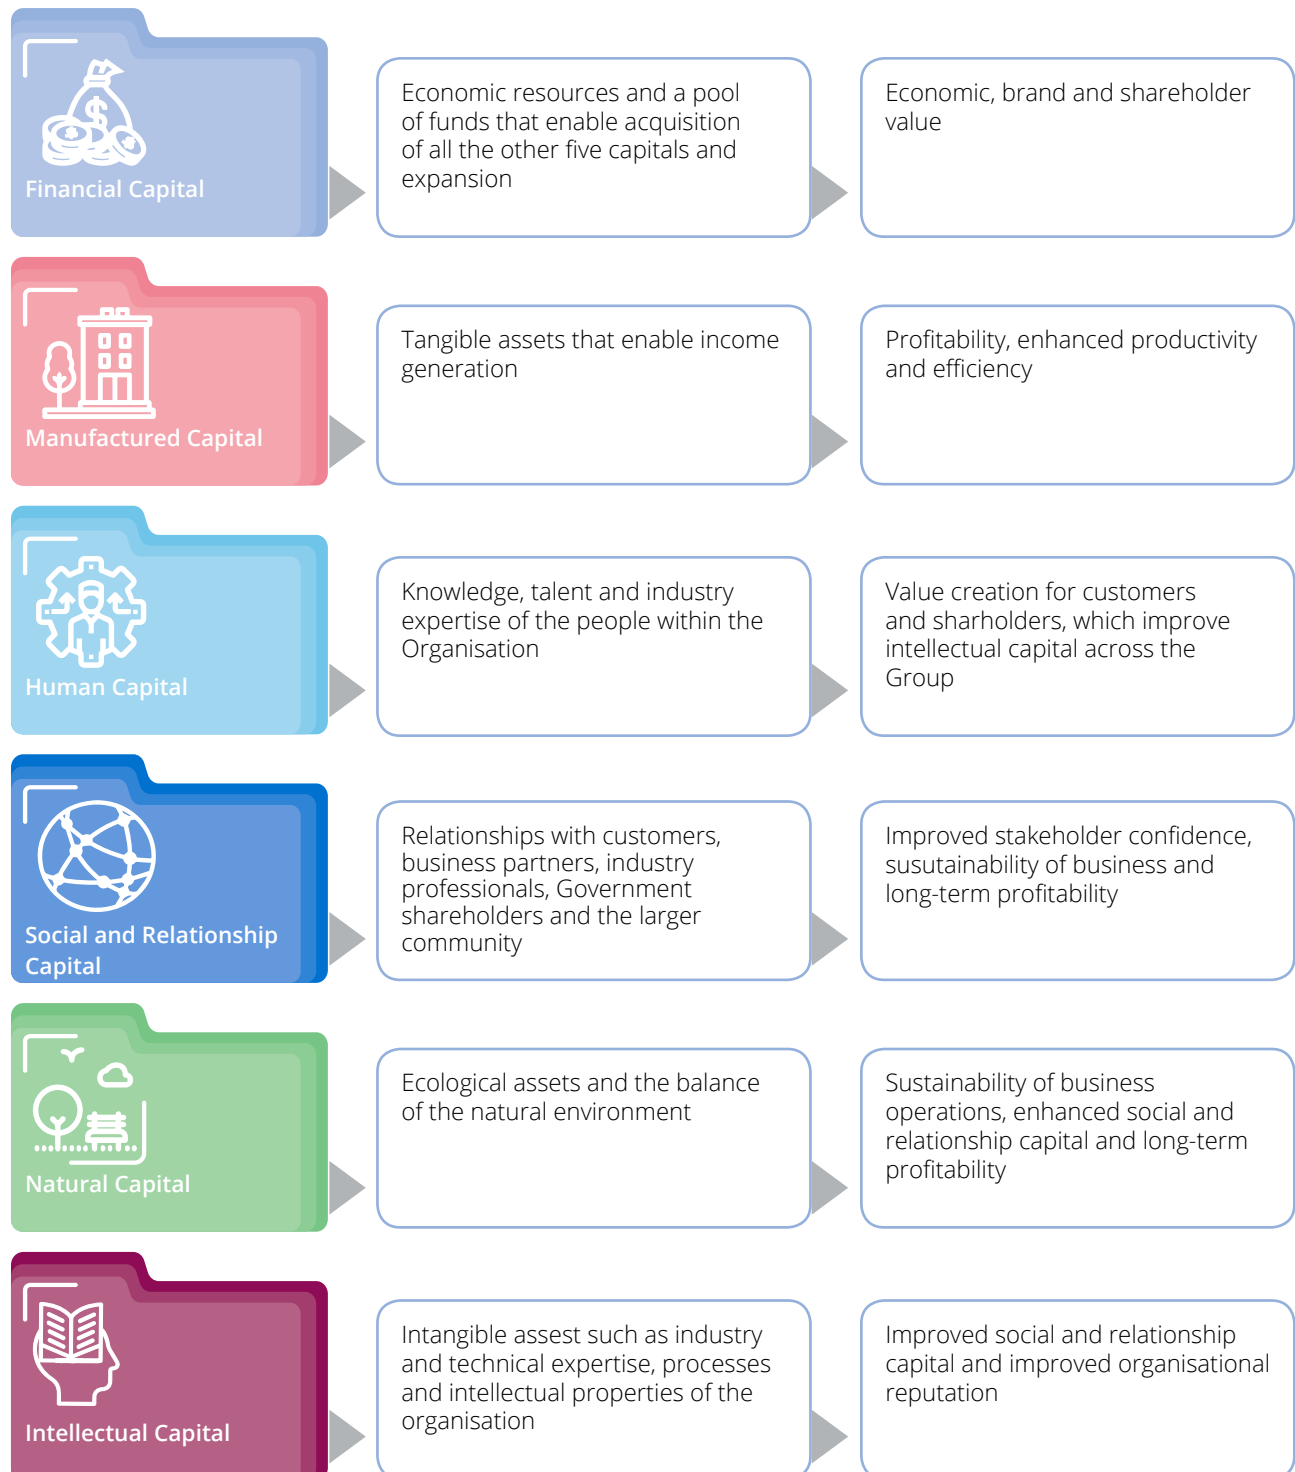 Financial Capital
Economic resources and a pool
of funds that enable acquisition
of all the other five capitals and
expansion
Economic, brand and shareholder
value
Manufactured Capital
Tangible assets that enable income
generation
Profitability, enhanced productivity
and efficiency
Human Capital
Knowledge, talent and industry
expertise of the people within the
Organisation
Value creation for customers
and sharholders, which improve
intellectual capital across the
Group
Social and Relationship
Capital
Relationships with customers,
business partners, industry
professionals, Government
shareholders and the larger
community
Improved stakeholder confidence,
susutainability of business and
long-term profitability
Natural Capital
Ecological assets and the balance
of the natural environment
Sustainability of business
operations, enhanced social and
relationship capital and long-term
profitability
Intellectual Capital
Intangible assest such as industry
and technical expertise, processes
and intellectual properties of the
organisation
Improved social and relationship
capital and improved organisational
reputation